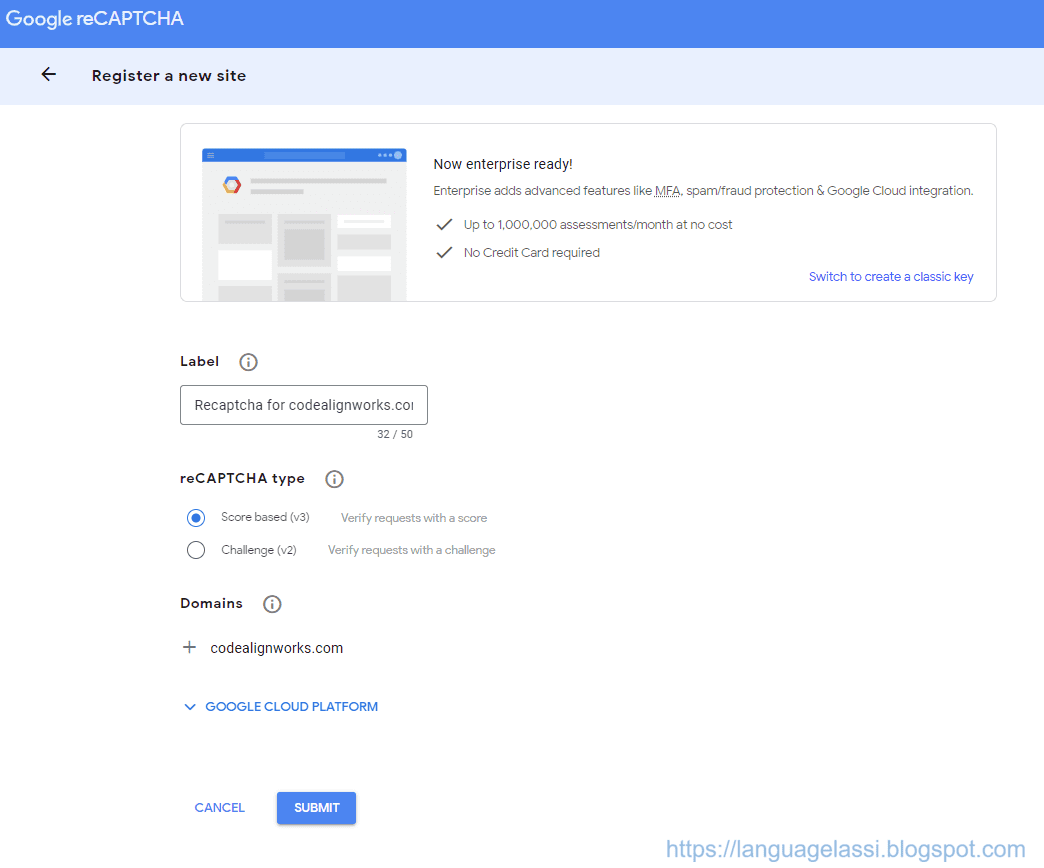 Google reCAPTCHA
Register a new site
Now enterprise ready!
Enterprise adds advanced features like MFA, spam/fraud protection & Google Cloud integration.
Up to 1,000,000 assessments/month at no cost
No Credit Card required
Switch to create a classic key
Label
Recaptcha for codealignworks.cor
32 / 50
reCAPTCHA type
Score based (v3) Verify requests with a score
Challenge (v2) Verify requests with a challenge
Domains
+ codealignworks.com
GOOGLE CLOUD PLATFORM
CANCEL SUBMIT
https://languagelassi.blogspot.com